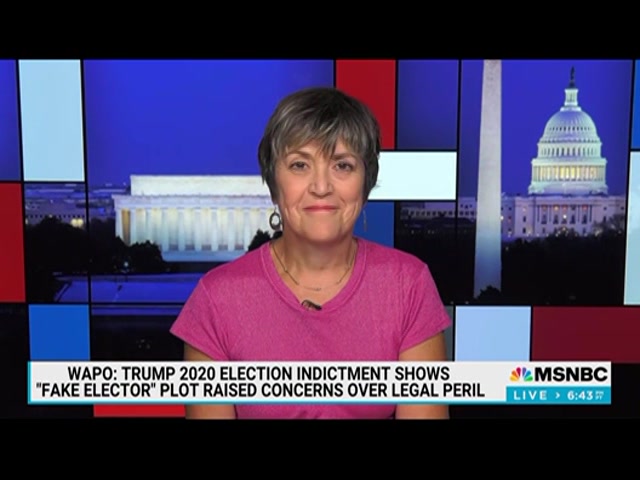 WAPO: TRUMP 2020 ELECTION INDICTMENT SHOWS
"FAKE ELECTOR" PLOT RAISED CONCERNS OVER LEGAL PERIL
MSNBC
LIVE 6:43 PM PT